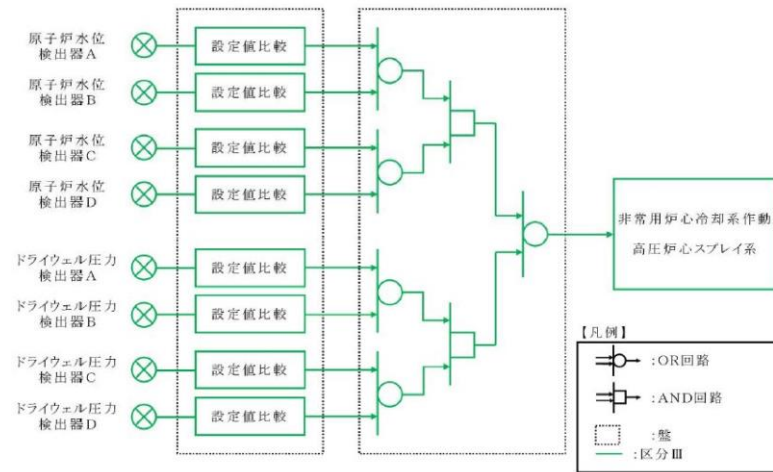 原子炉水位
検出器A
設定値比較
原子炉水位
検出器B
設定値比較
原子炉水位
検出器C
設定値比較
原子炉水位
検出器D
設定値比較
ドライウェル圧力
検出器A
設定値比較
ドライウェル圧力
検出器B
設定値比較
ドライウェル圧力
検出器C
設定値比較
ドライウェル圧力
検出器D
設定値比較
非常用炉心冷却系作動
高圧炉心スプレイ系
【凡例】
:OR回路
:AND回路
:盤
:区分Ⅲ